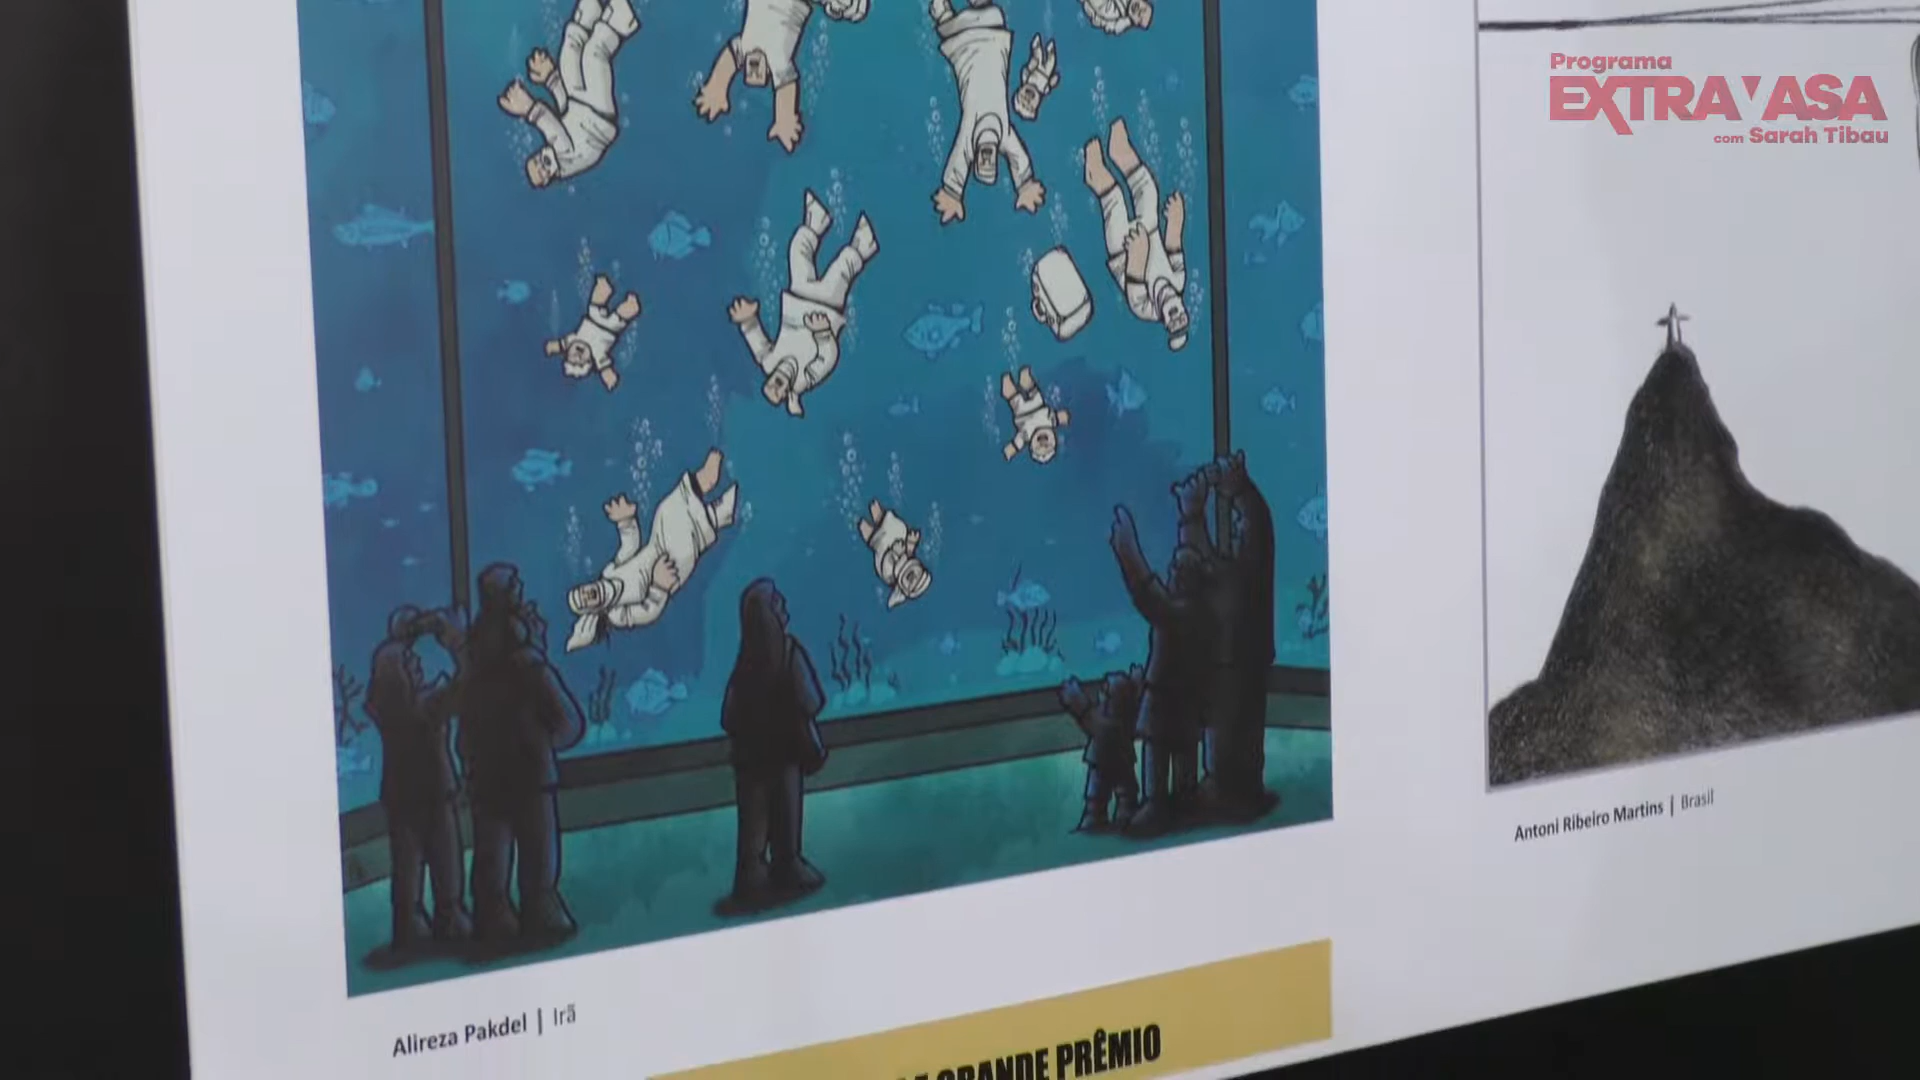 Programa
EXTRAVASA
com Sarah Tibau
Antoni Ribeiro Martins | Brasil
Alireza Pakdel | Irã
GRANDE PRÊMIO